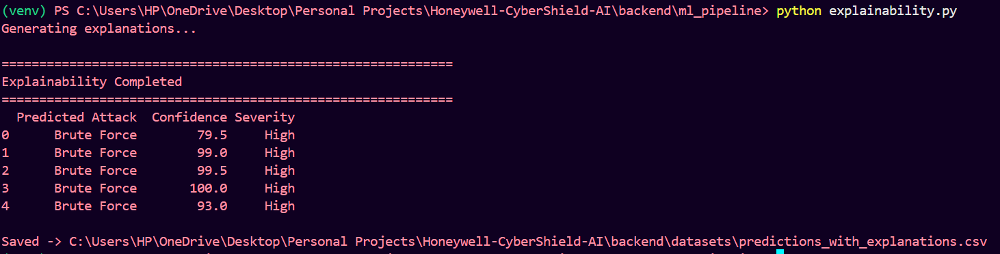 (venv) PS C:\Users\HP\OneDrive\Desktop\Personal Projects\Honeywell-CyberShield-AI\backend\ml_pipeline> python explainability.py
Generating explanations...
============================================================
Explainability Completed
============================================================
  Predicted Attack  Confidence Severity
0      Brute Force        79.5     High
1      Brute Force        99.0     High
2      Brute Force        99.5     High
3      Brute Force       100.0     High
4      Brute Force        93.0     High
Saved -> C:\Users\HP\OneDrive\Desktop\Personal Projects\Honeywell-CyberShield-AI\backend\datasets\predictions_with_explanations.csv